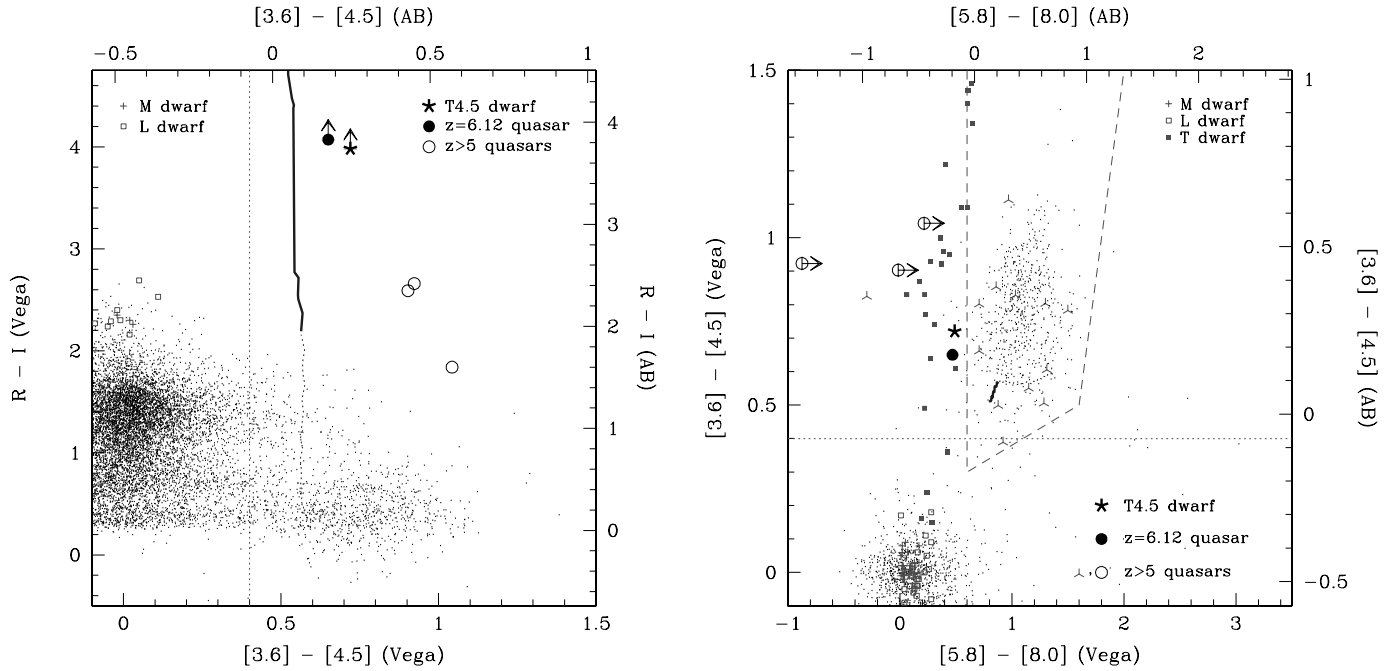 [3.6] − [4.5] (AB)
−0.5 0 0.5 1
M dwarf
L dwarf
T4.5 dwarf
z=6.12 quasar
z>5 quasars
R − I (Vega)
4
3
2
1
0
R − I (AB)
4
3
2
1
0
0 0.5 1 1.5
[3.6] − [4.5] (Vega)
[5.8] − [8.0] (AB)
−1 0 1 2
M dwarf
L dwarf
T dwarf
[3.6] − [4.5] (Vega)
1.5
1
0.5
0
[3.6] − [4.5] (AB)
1
0.5
0
−0.5
T4.5 dwarf
z=6.12 quasar
z>5 quasars
−1 0 1 2 3
[5.8] − [8.0] (Vega)